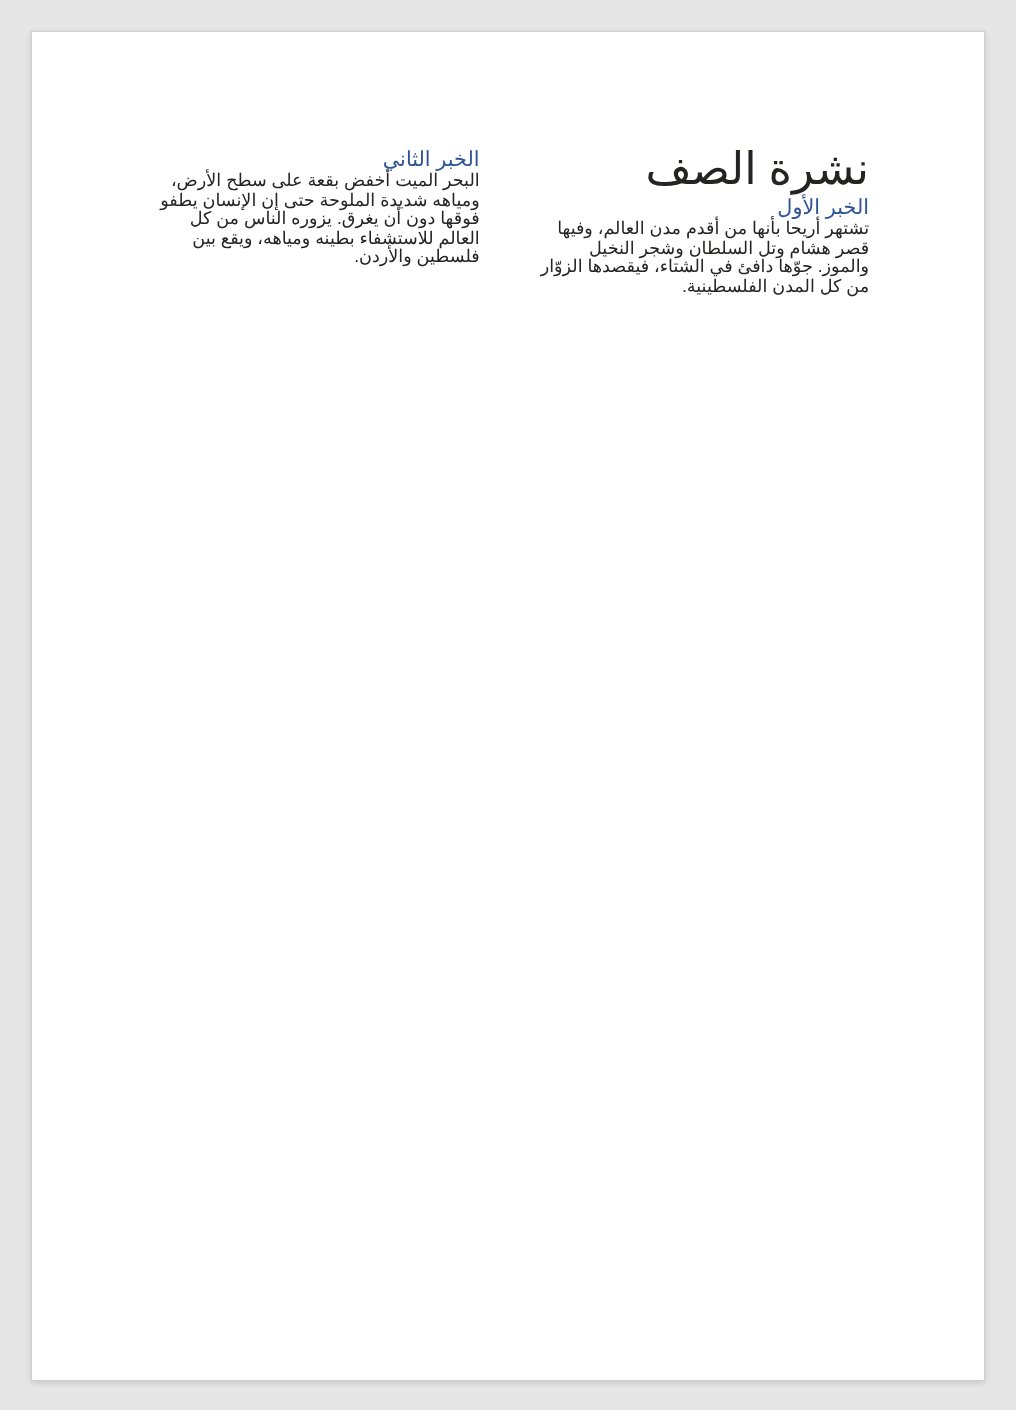 نشرة الصف
الخبر الأول
تشتهر أريحا بأنها من أقدم مدن العالم، وفيها
قصر هشام وتل السلطان وشجر النخيل
والموز. جوّها دافئ في الشتاء، فيقصدها الزوّار
من كل المدن الفلسطينية.
الخبر الثاني
البحر الميت أخفض بقعة على سطح الأرض،
ومياهه شديدة الملوحة حتى إن الإنسان يطفو
فوقها دون أن يغرق. يزوره الناس من كل
العالم للاستشفاء بطينه ومياهه، ويقع بين
فلسطين والأردن.